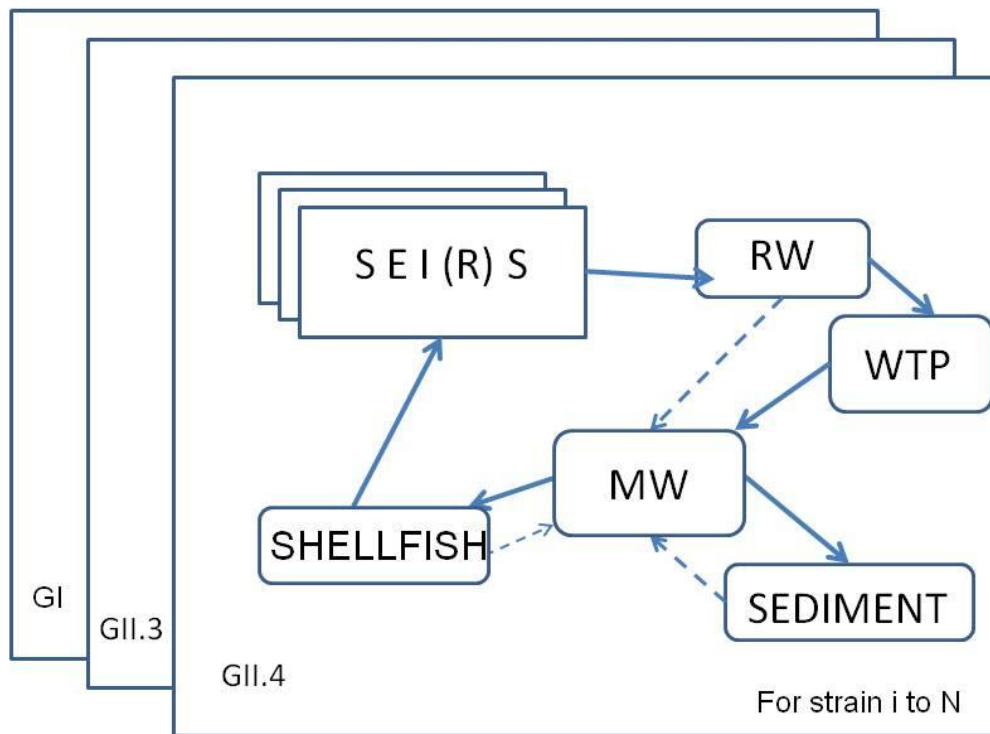 S E I (R) S
RW
WTP
MW
SHELLFISH
SEDIMENT
GI
GII.3
GII.4
For strain i to N